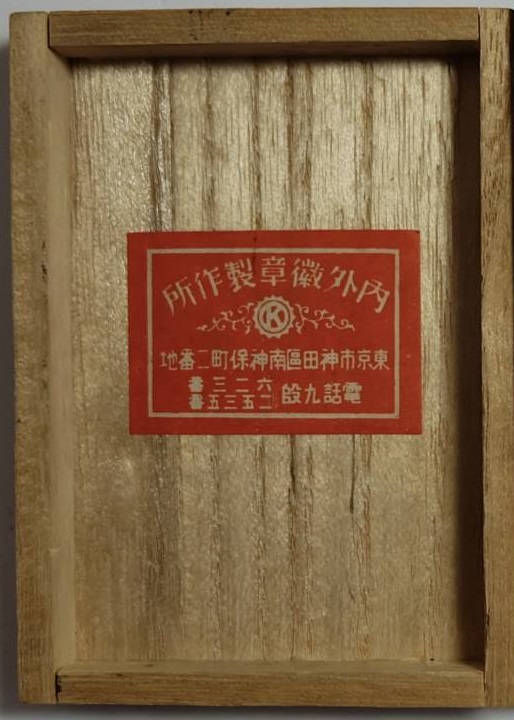 內外徽章製作所
K
東京市神田區南神保町二番地
電話九段
六二三番
二五三五番